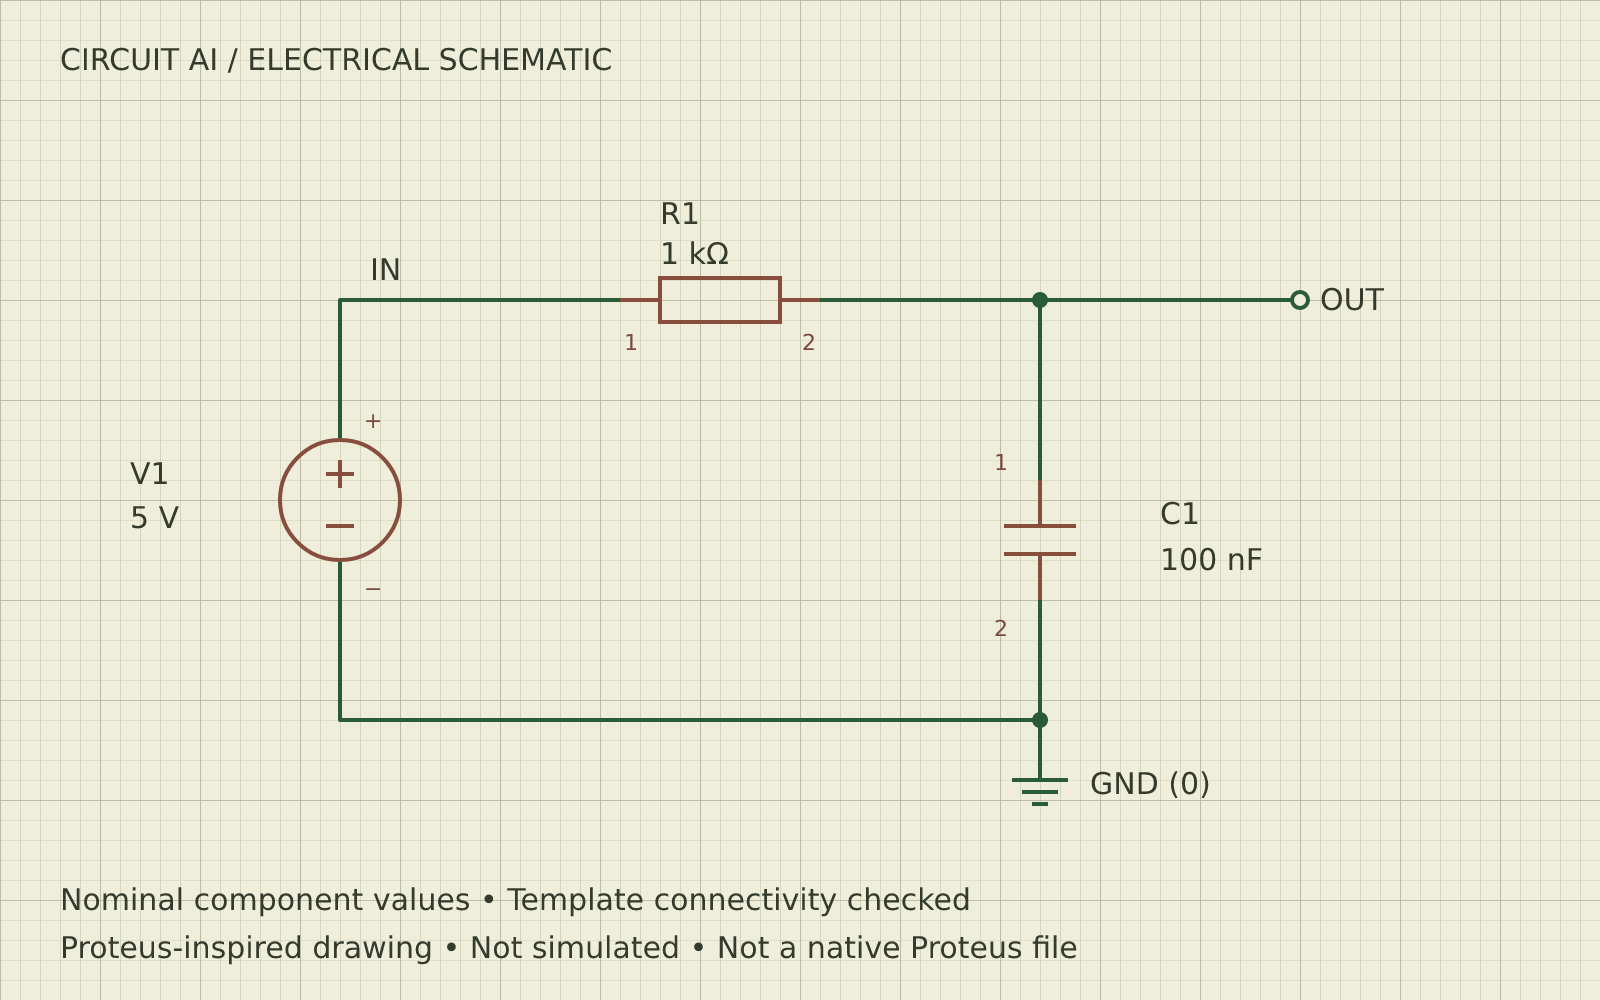 CIRCUIT AI / ELECTRICAL SCHEMATIC
R1
1 kΩ
IN
OUT
1
2
+
V1
5 V
+
−
−
1
C1
100 nF
2
GND (0)
Nominal component values • Template connectivity checked
Proteus-inspired drawing • Not simulated • Not a native Proteus file